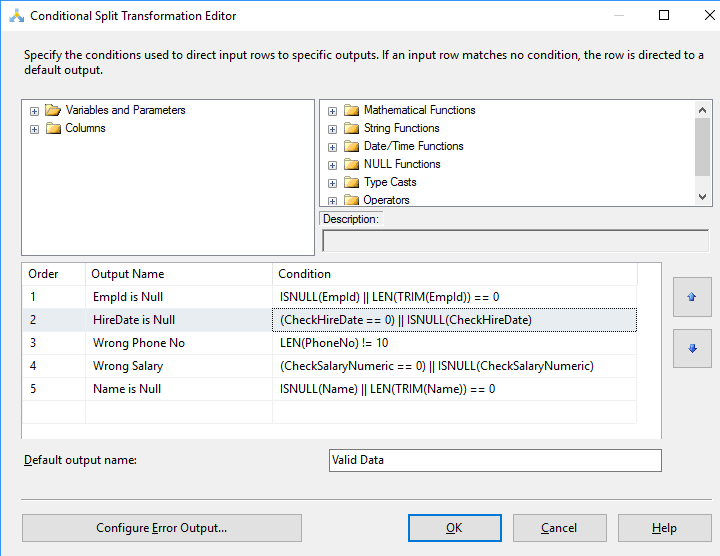 Conditional Split Transformation Editor
Specify the conditions used to direct input rows to specific outputs. If an input row matches no condition, the row is directed to a
default output.
Variables and Parameters
Columns
Mathematical Functions
String Functions
Date/Time Functions
NULL Functions
Type Casts
Operators
Description:
Order Output Name Condition
1 EmpId is Null ISNULL(EmpId) || LEN(TRIM(EmpId)) == 0
2 HireDate is Null (CheckHireDate == 0) || ISNULL(CheckHireDate)
3 Wrong Phone No LEN(PhoneNo) != 10
4 Wrong Salary (CheckSalaryNumeric == 0) || ISNULL(CheckSalaryNumeric)
5 Name is Null ISNULL(Name) || LEN(TRIM(Name)) == 0
Default output name: Valid Data
Configure Error Output... OK Cancel Help